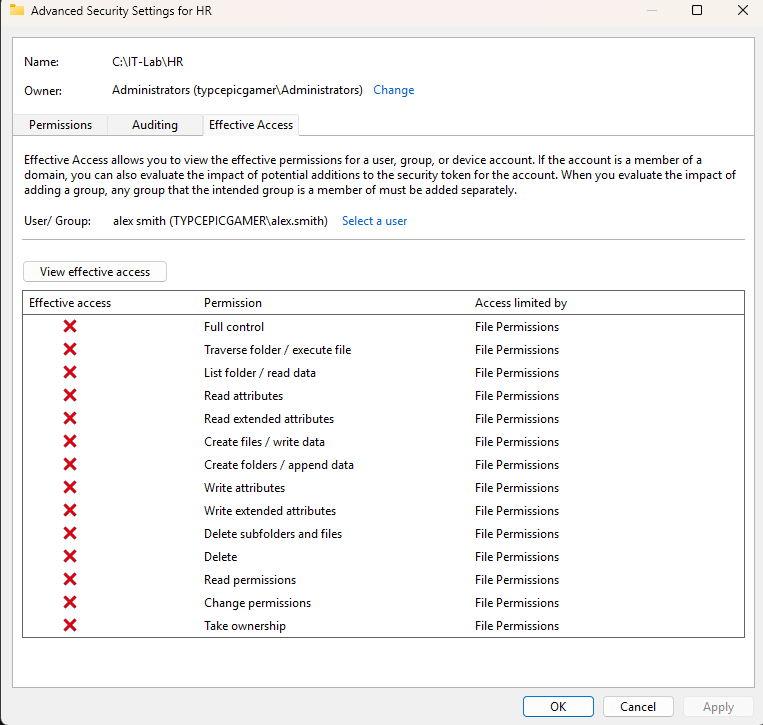 Advanced Security Settings for HR
Name: C:\IT-Lab\HR
Owner: Administrators (typcepicgamer\Administrators) Change
Permissions Auditing Effective Access
Effective Access allows you to view the effective permissions for a user, group, or device account. If the account is a member of a
domain, you can also evaluate the impact of potential additions to the security token for the account. When you evaluate the impact of
adding a group, any group that the intended group is a member of must be added separately.
User/ Group: alex smith (TYPCEPICGAMER\alex.smith) Select a user
View effective access
Effective access Permission Access limited by
Full control File Permissions
Traverse folder / execute file File Permissions
List folder / read data File Permissions
Read attributes File Permissions
Read extended attributes File Permissions
Create files / write data File Permissions
Create folders / append data File Permissions
Write attributes File Permissions
Write extended attributes File Permissions
Delete subfolders and files File Permissions
Delete File Permissions
Read permissions File Permissions
Change permissions File Permissions
Take ownership File Permissions
OK Cancel Apply